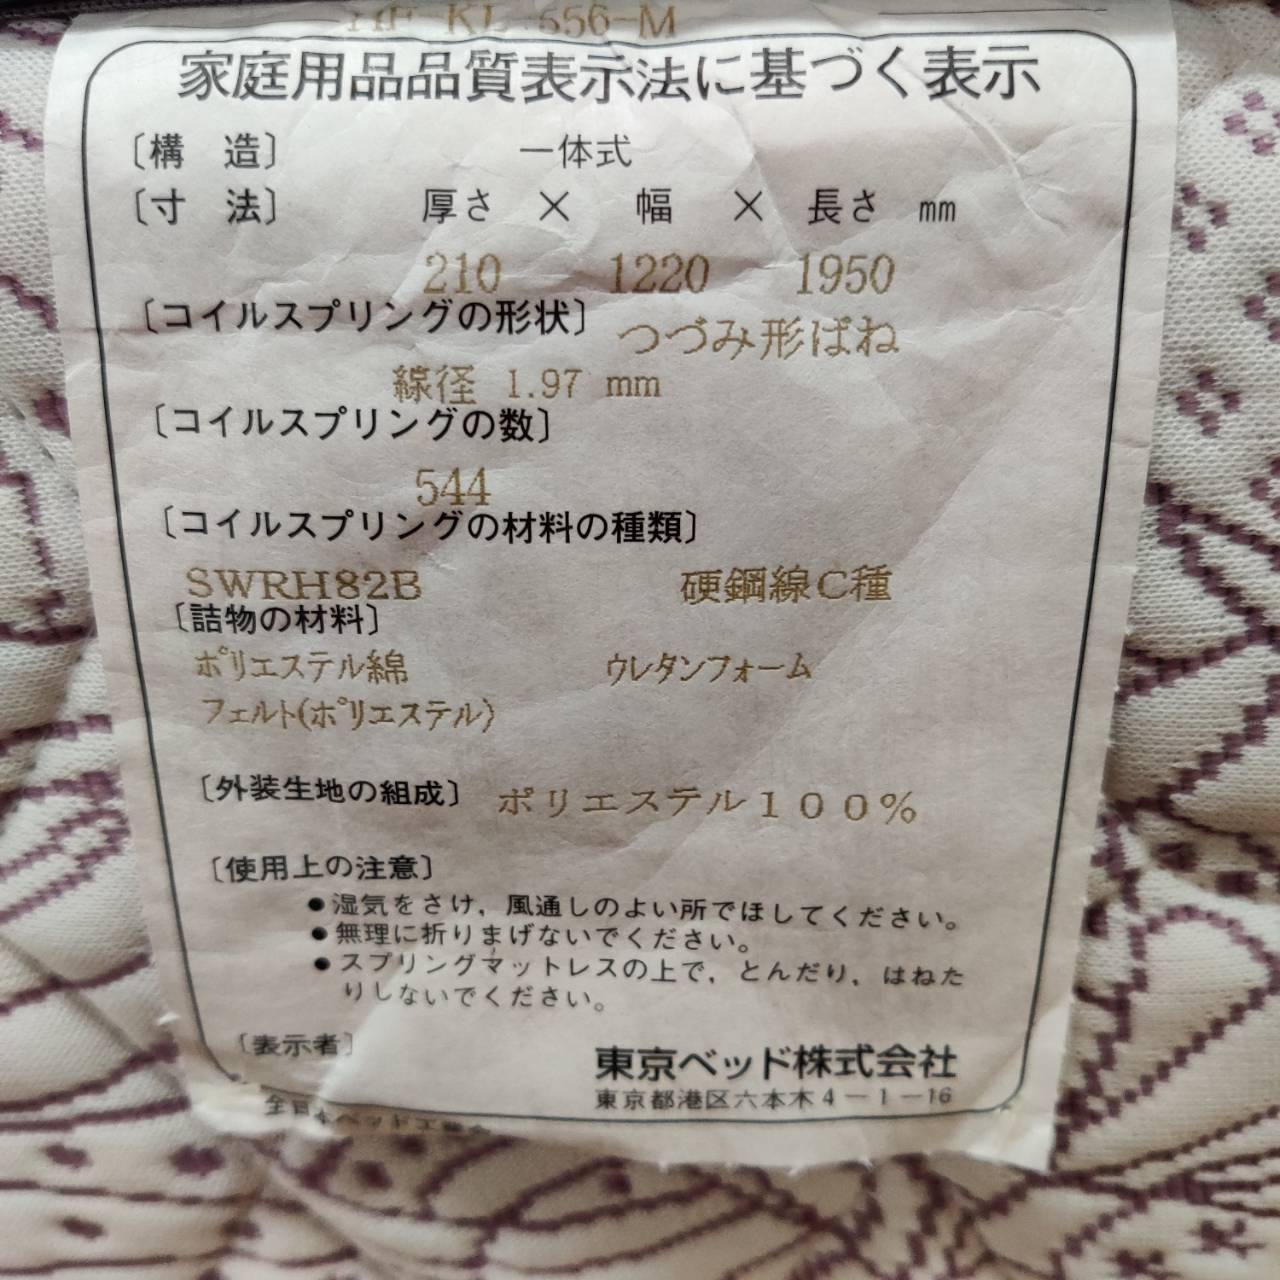 KL 556-M
家庭用品品質表示法に基づく表示
〔構　造〕 一体式
〔寸　法〕 厚さ × 幅 × 長さ ㎜
210 1220 1950
〔コイルスプリングの形状〕 つづみ形ばね
線径 1.97 mm
〔コイルスプリングの数〕
544
〔コイルスプリングの材料の種類〕
SWRH82B 硬鋼線C種
〔詰物の材料〕
ポリエステル綿 ウレタンフォーム
フェルト(ポリエステル)
〔外装生地の組成〕 ポリエステル100%
〔使用上の注意〕
●湿気をさけ，風通しのよい所でほしてください。
●無理に折りまげないでください。
●スプリングマットレスの上で，とんだり，はねた
りしないでください。
〔表示者〕 東京ベッド株式会社
東京都港区六本木4－1－16
全日本ベッド工業会